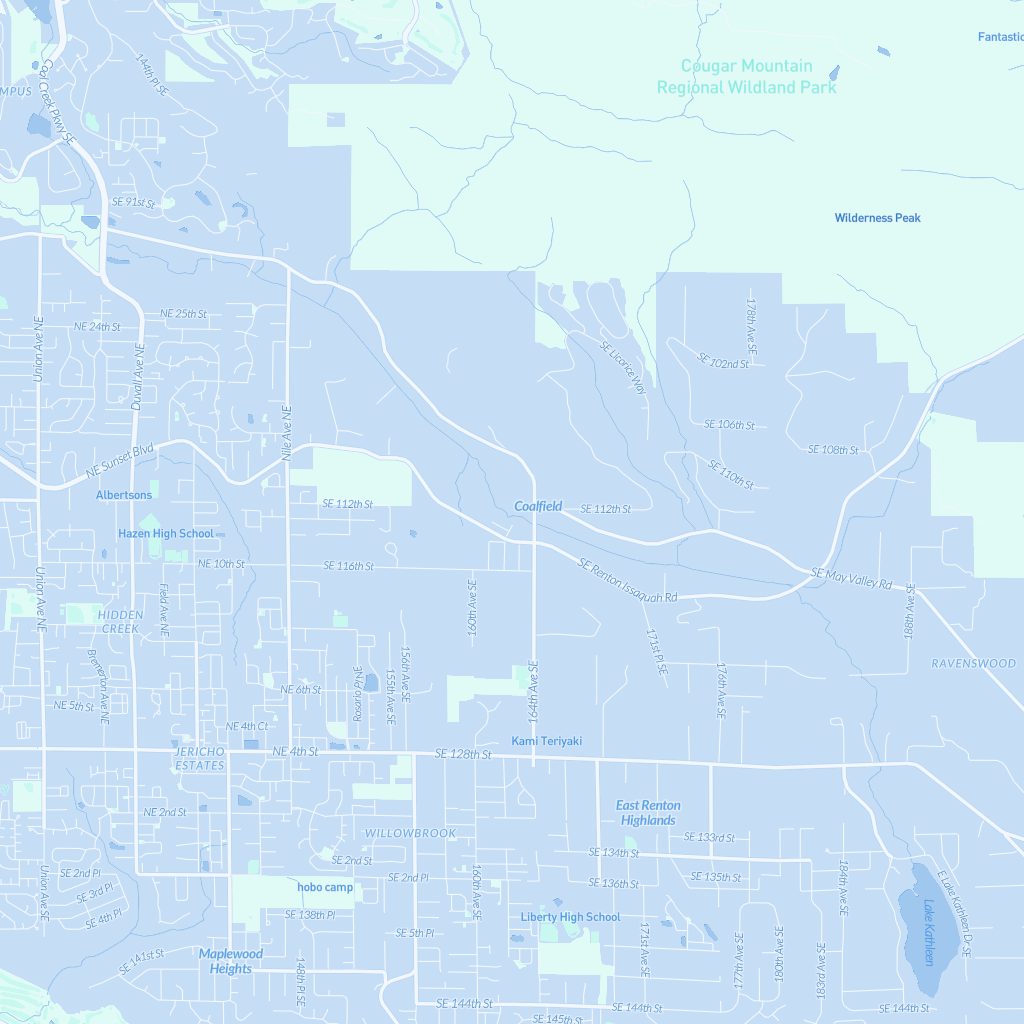 Fantastic
Cougar Mountain
Regional Wildland Park
144th Pl SE
Coal Creek Pkwy SE
MPUS
SE 91st St
Wilderness Peak
NE 25th St
NE 24th St
Union Ave NE
Duvall Ave NE
178th Ave SE
SE Licorice Way
SE 102nd St
Nile Ave NE
SE 106th St
NE Sunset Blvd
SE 108th St
SE 110th St
Albertsons
SE 112th St
Coalfield
SE 112th St
Hazen High School
NE 10th St
SE 116th St
SE Renton Issaquah Rd
SE May Valley Rd
Union Ave NE
Field Ave NE
160th Ave SE
188th Ave SE
HIDDEN
CREEK
171st Pl SE
RAVENSWOOD
Bremerton Ave NE
156th Ave SE
155th Ave SE
Rosario Pl NE
164th Ave SE
176th Ave SE
NE 6th St
NE 5th St
NE 4th Ct
Kami Teriyaki
JERICHO
ESTATES
NE 4th St
SE 128th St
NE 2nd St
East Renton
Highlands
WILLOWBROOK
SE 133rd St
SE 2nd St
SE 134th St
SE 2nd Pl
SE 2nd Pl
SE 135th St
SE 136th St
184th Ave SE
160th Ave SE
Union Ave SE
SE 3rd Pl
hobo camp
E Lake Kathleen Dr SE
Lake Kathleen
SE 4th Pl
SE 138th Pl
Liberty High School
SE 5th Pl
171st Ave SE
177th Ave SE
180th Ave SE
183rd Ave SE
SE 141st St
Maplewood
Heights
148th Pl SE
SE 144th St
SE 144th St
SE 144th St
SE 145th St